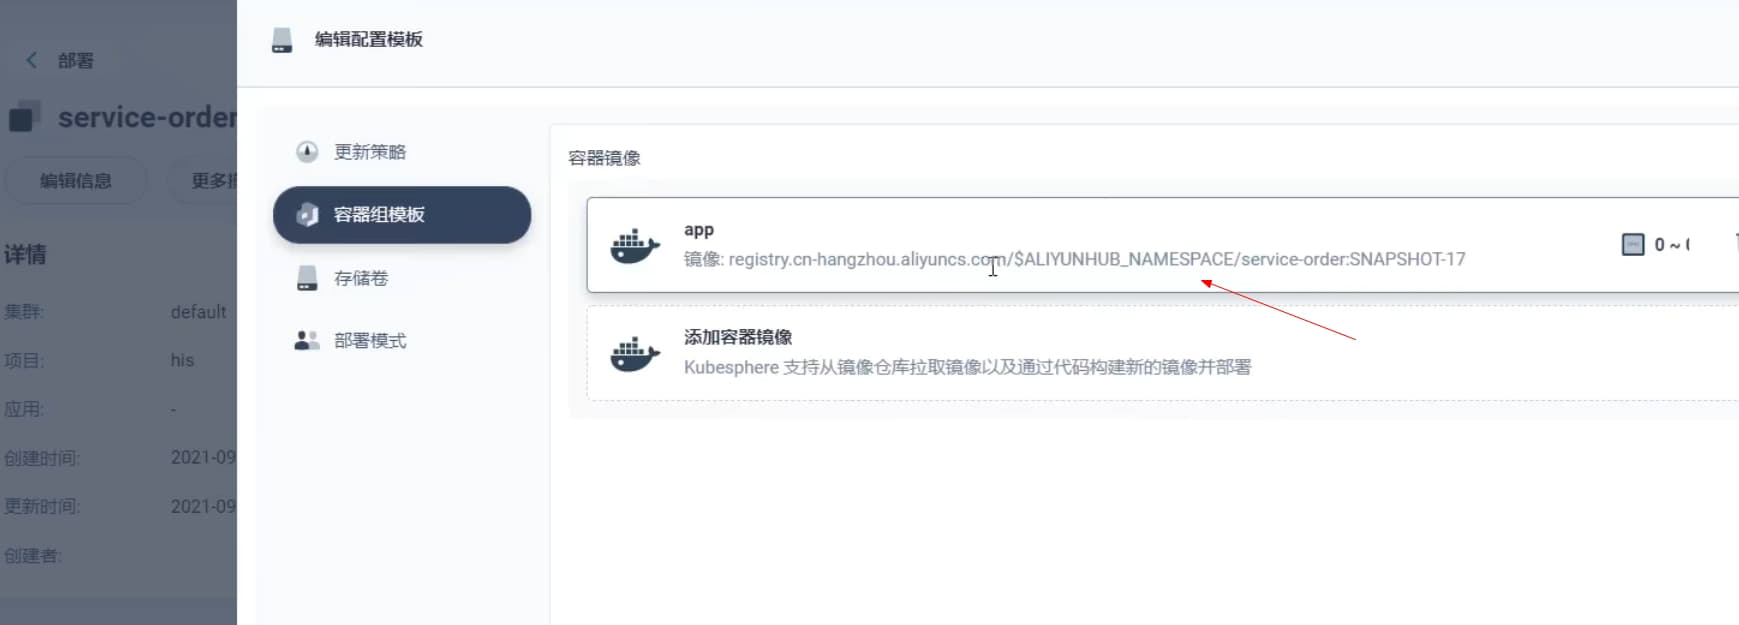 编辑配置模板
部署
service-order
编辑信息
更多
详情
集群: default
项目: his
应用: -
创建时间: 2021-09
更新时间: 2021-09
创建者:
更新策略
容器组模板
存储卷
部署模式
容器镜像
app
镜像: registry.cn-hangzhou.aliyuncs.com/$ALIYUNHUB_NAMESPACE/service-order:SNAPSHOT-17
0 ~
添加容器镜像
Kubesphere 支持从镜像仓库拉取镜像以及通过代码构建新的镜像并部署